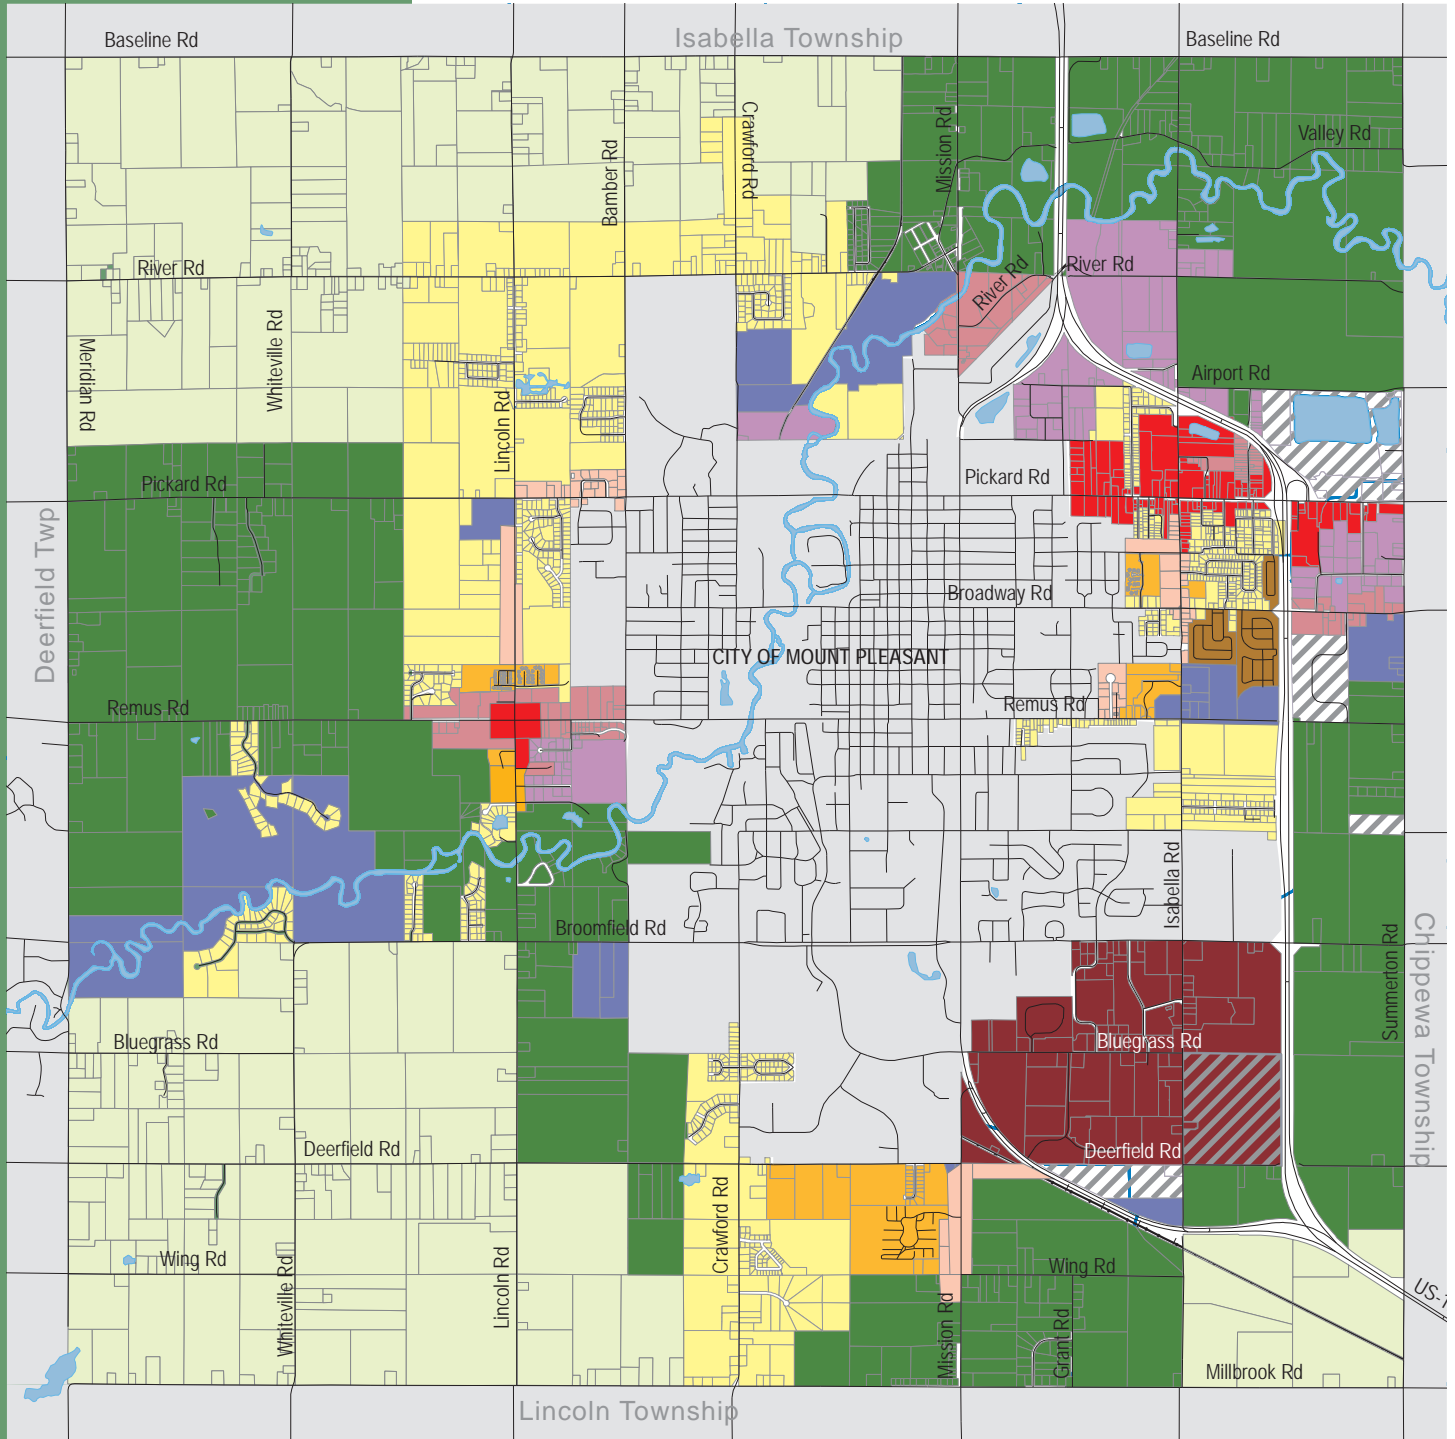 Isabella Township
Baseline Rd
Baseline Rd
Valley Rd
Crawford Rd
Mission Rd
Bamber Rd
River Rd
River Rd
River Rd
Meridian Rd
Whiteville Rd
Lincoln Rd
Airport Rd
Pickard Rd
Pickard Rd
Deerfield Twp
Broadway Rd
CITY OF MOUNT PLEASANT
Remus Rd
Remus Rd
Isabella Rd
Broomfield Rd
Summerton Rd
Chippewa Township
Bluegrass Rd
Bluegrass Rd
Deerfield Rd
Deerfield Rd
Crawford Rd
Wing Rd
Wing Rd
Whiteville Rd
Lincoln Rd
Mission Rd
Grant Rd
US-1
Millbrook Rd
Lincoln Township